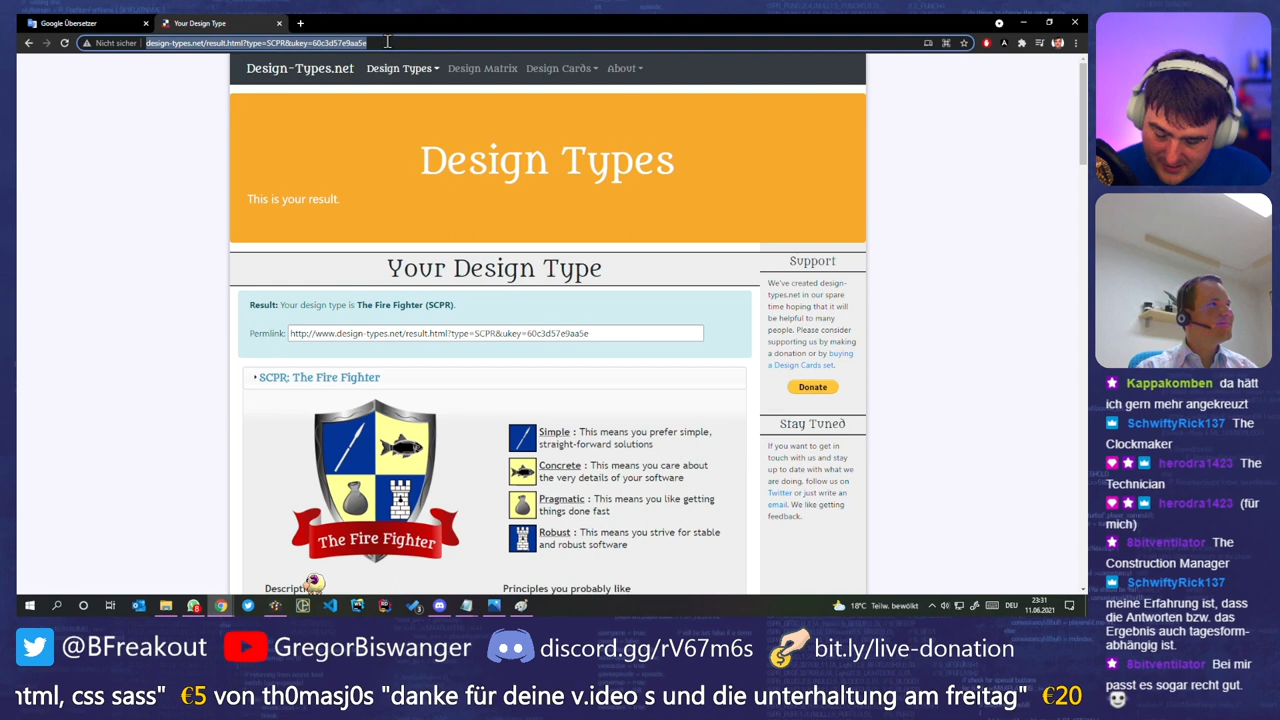 Google Übersetzer
Your Design Type
Nicht sicher
design-types.net/result.html?type=SCPR&ukey=60c3d57e9aa5e
Design-Types.net
Design Types
Design Matrix
Design Cards
About
Design Types
This is your result.
Your Design Type
Result: Your design type is The Fire Fighter (SCPR).
Permlink:
http://www.design-types.net/result.html?type=SCPR&ukey=60c3d57e9aa5e
SCPR: The Fire Fighter
The Fire Fighter
Simple : This means you prefer simple,
straight-forward solutions
Concrete : This means you care about
the very details of your software
Pragmatic : This means you like getting
things done fast
Robust : This means you strive for stable
and robust software
Principles you probably like
Support
We've created design-
types.net in our spare
time hoping that it will
be helpful to many
people. Please consider
supporting us by making
a donation or by buying
a Design Cards set.
Donate
Stay Tuned
If you want to get in
touch with us and stay
up to date with what we
are doing, follow us on
Twitter or just write an
email. We like getting
feedback.
18°C Teilw. bewölkt
DEU
23:31
11.06.2021
Kappakomben da hätt
ich gern mehr angekreuzt
SchwiftyRick137 The
Clockmaker
herodra1423 The
Technician
herodra1423 (für
mich)
8bitventilator The
Construction Manager
SchwiftyRick137
meine Erfahrung ist, dass
die Antworten bzw. das
Ergebnis auch tagesform-
abhängig ist.
8bitventilator Bei mir
passt es sogar recht gut.
@BFreakout
GregorBiswanger
discord.gg/rV67m6s
bit.ly/live-donation
html, css sass" €5 von th0masj0s "danke für deine v.ideo s und die unterhaltung am freitag" €20